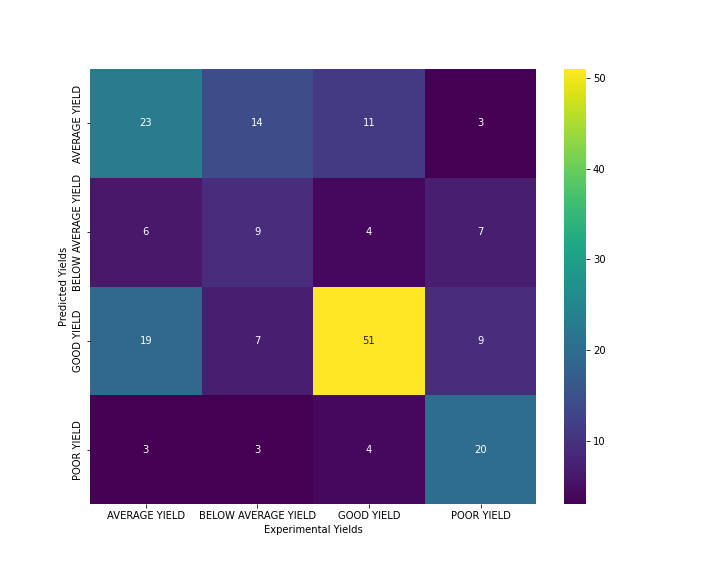 AVERAGE YIELD
BELOW AVERAGE YIELD
GOOD YIELD
POOR YIELD
Predicted Yields
23 14 11 3
6 9 4 7
19 7 51 9
3 3 4 20
AVERAGE YIELD BELOW AVERAGE YIELD GOOD YIELD POOR YIELD
Experimental Yields
50
40
30
20
10